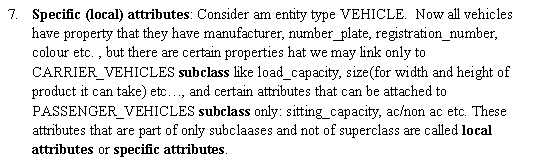 7. Specific (local) attributes: Consider am entity type VEHICLE. Now all vehicles
have property that they have manufacturer, number_plate, registration_number,
colour etc. , but there are certain properties hat we may link only to
CARRIER_VEHICLES subclass like load_capacity, size(for width and height of
product it can take) etc…, and certain attributes that can be attached to
PASSENGER_VEHICLES subclass only: sitting_capacity, ac/non ac etc. These
attributes that are part of only subclaases and not of superclass are called local
attributes or specific attributes.